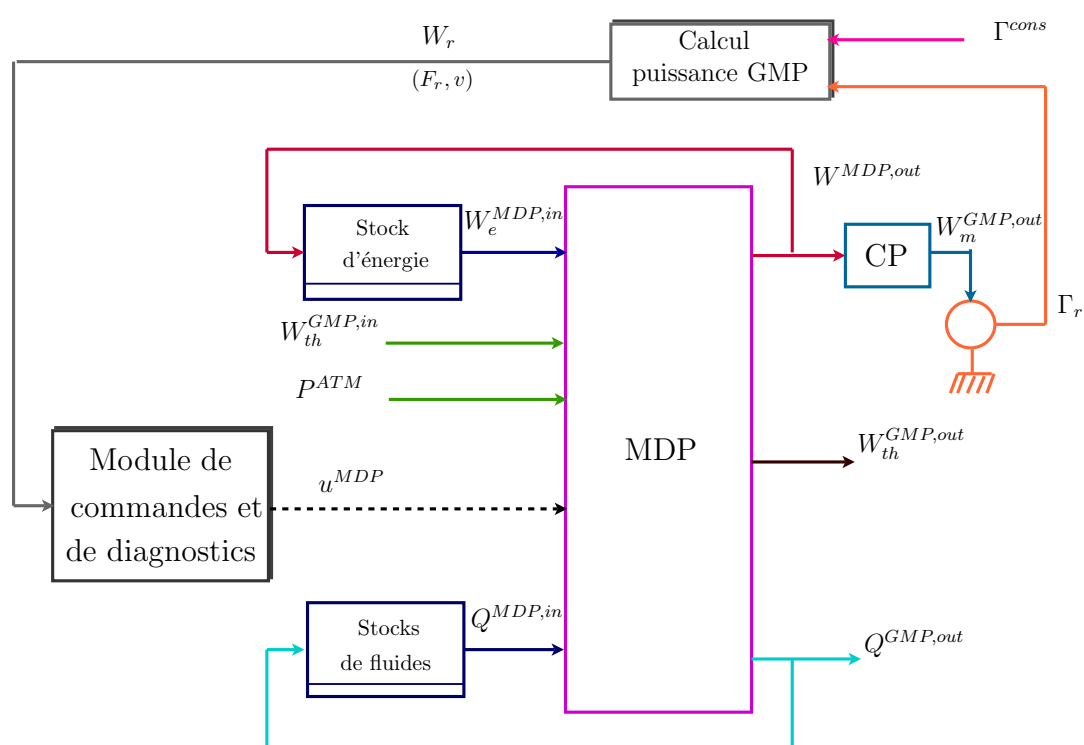 W_r
(F_r, v)
Calcul
puissance GMP
Γ^{cons}
W^{MDP,out}
Stock
d'énergie
W_e^{MDP,in}
CP
W_m^{GMP,out}
Γ_r
W_{th}^{GMP,in}
P^{ATM}
MDP
W_{th}^{GMP,out}
Module de
commandes et
de diagnostics
u^{MDP}
Stocks
de fluides
Q^{MDP,in}
Q^{GMP,out}